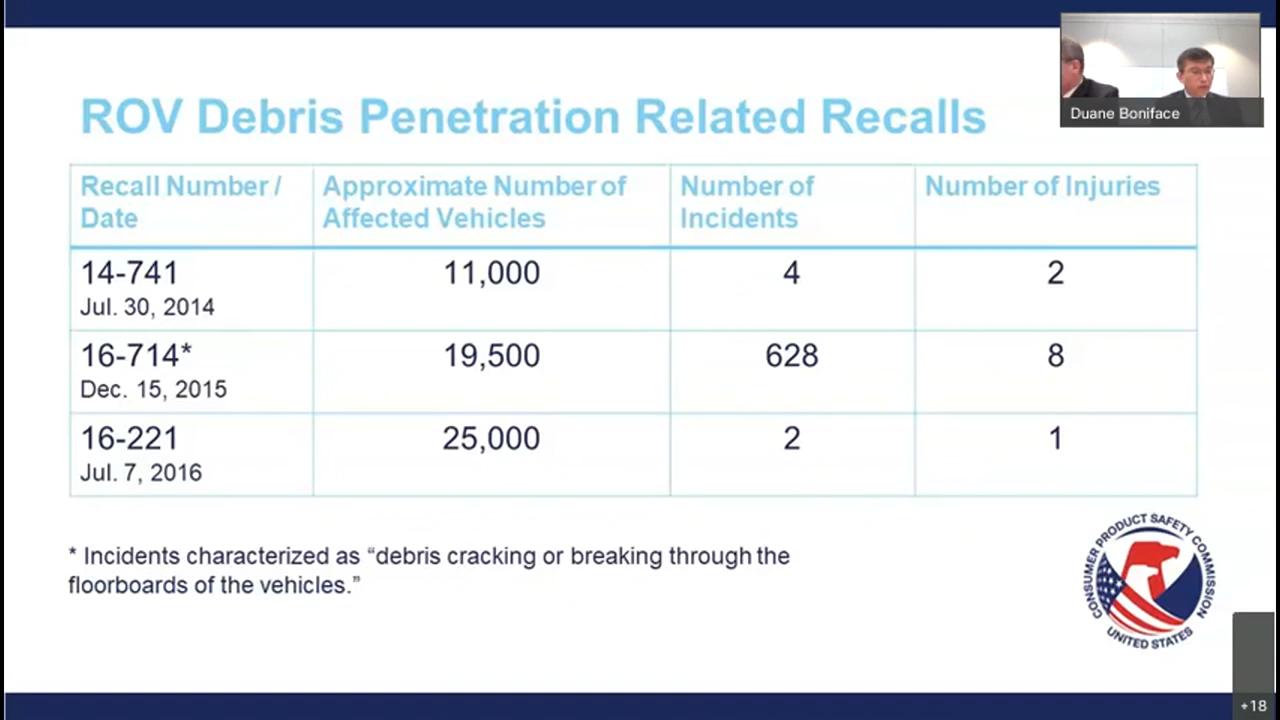 ROV Debris Penetration Related Recalls
Duane Boniface
Recall Number / Date
Approximate Number of Affected Vehicles
Number of Incidents
Number of Injuries
14-741
Jul. 30, 2014
11,000
4
2
16-714*
Dec. 15, 2015
19,500
628
8
16-221
Jul. 7, 2016
25,000
2
1
* Incidents characterized as “debris cracking or breaking through the
floorboards of the vehicles.”
CONSUMER PRODUCT SAFETY COMMISSION
UNITED STATES
+18